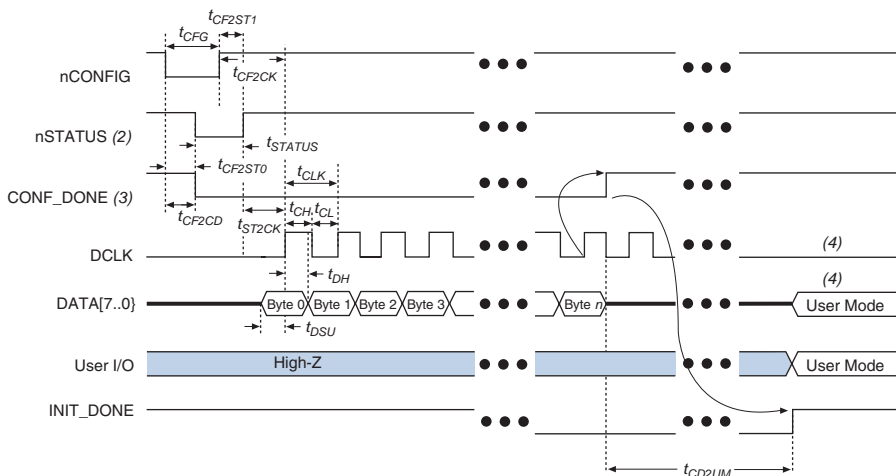 tCF2ST1
tCFG
nCONFIG
tCF2CK
nSTATUS (2)
tSTATUS
tCF2ST0
tCLK
CONF_DONE (3)
tCF2CD
tST2CK
tCH
tCL
DCLK
(4)
tDH
(4)
DATA[7..0}
Byte 0
Byte 1
Byte 2
Byte 3
Byte n
User Mode
tDSU
User I/O
High-Z
User Mode
INIT_DONE
tCD2UM